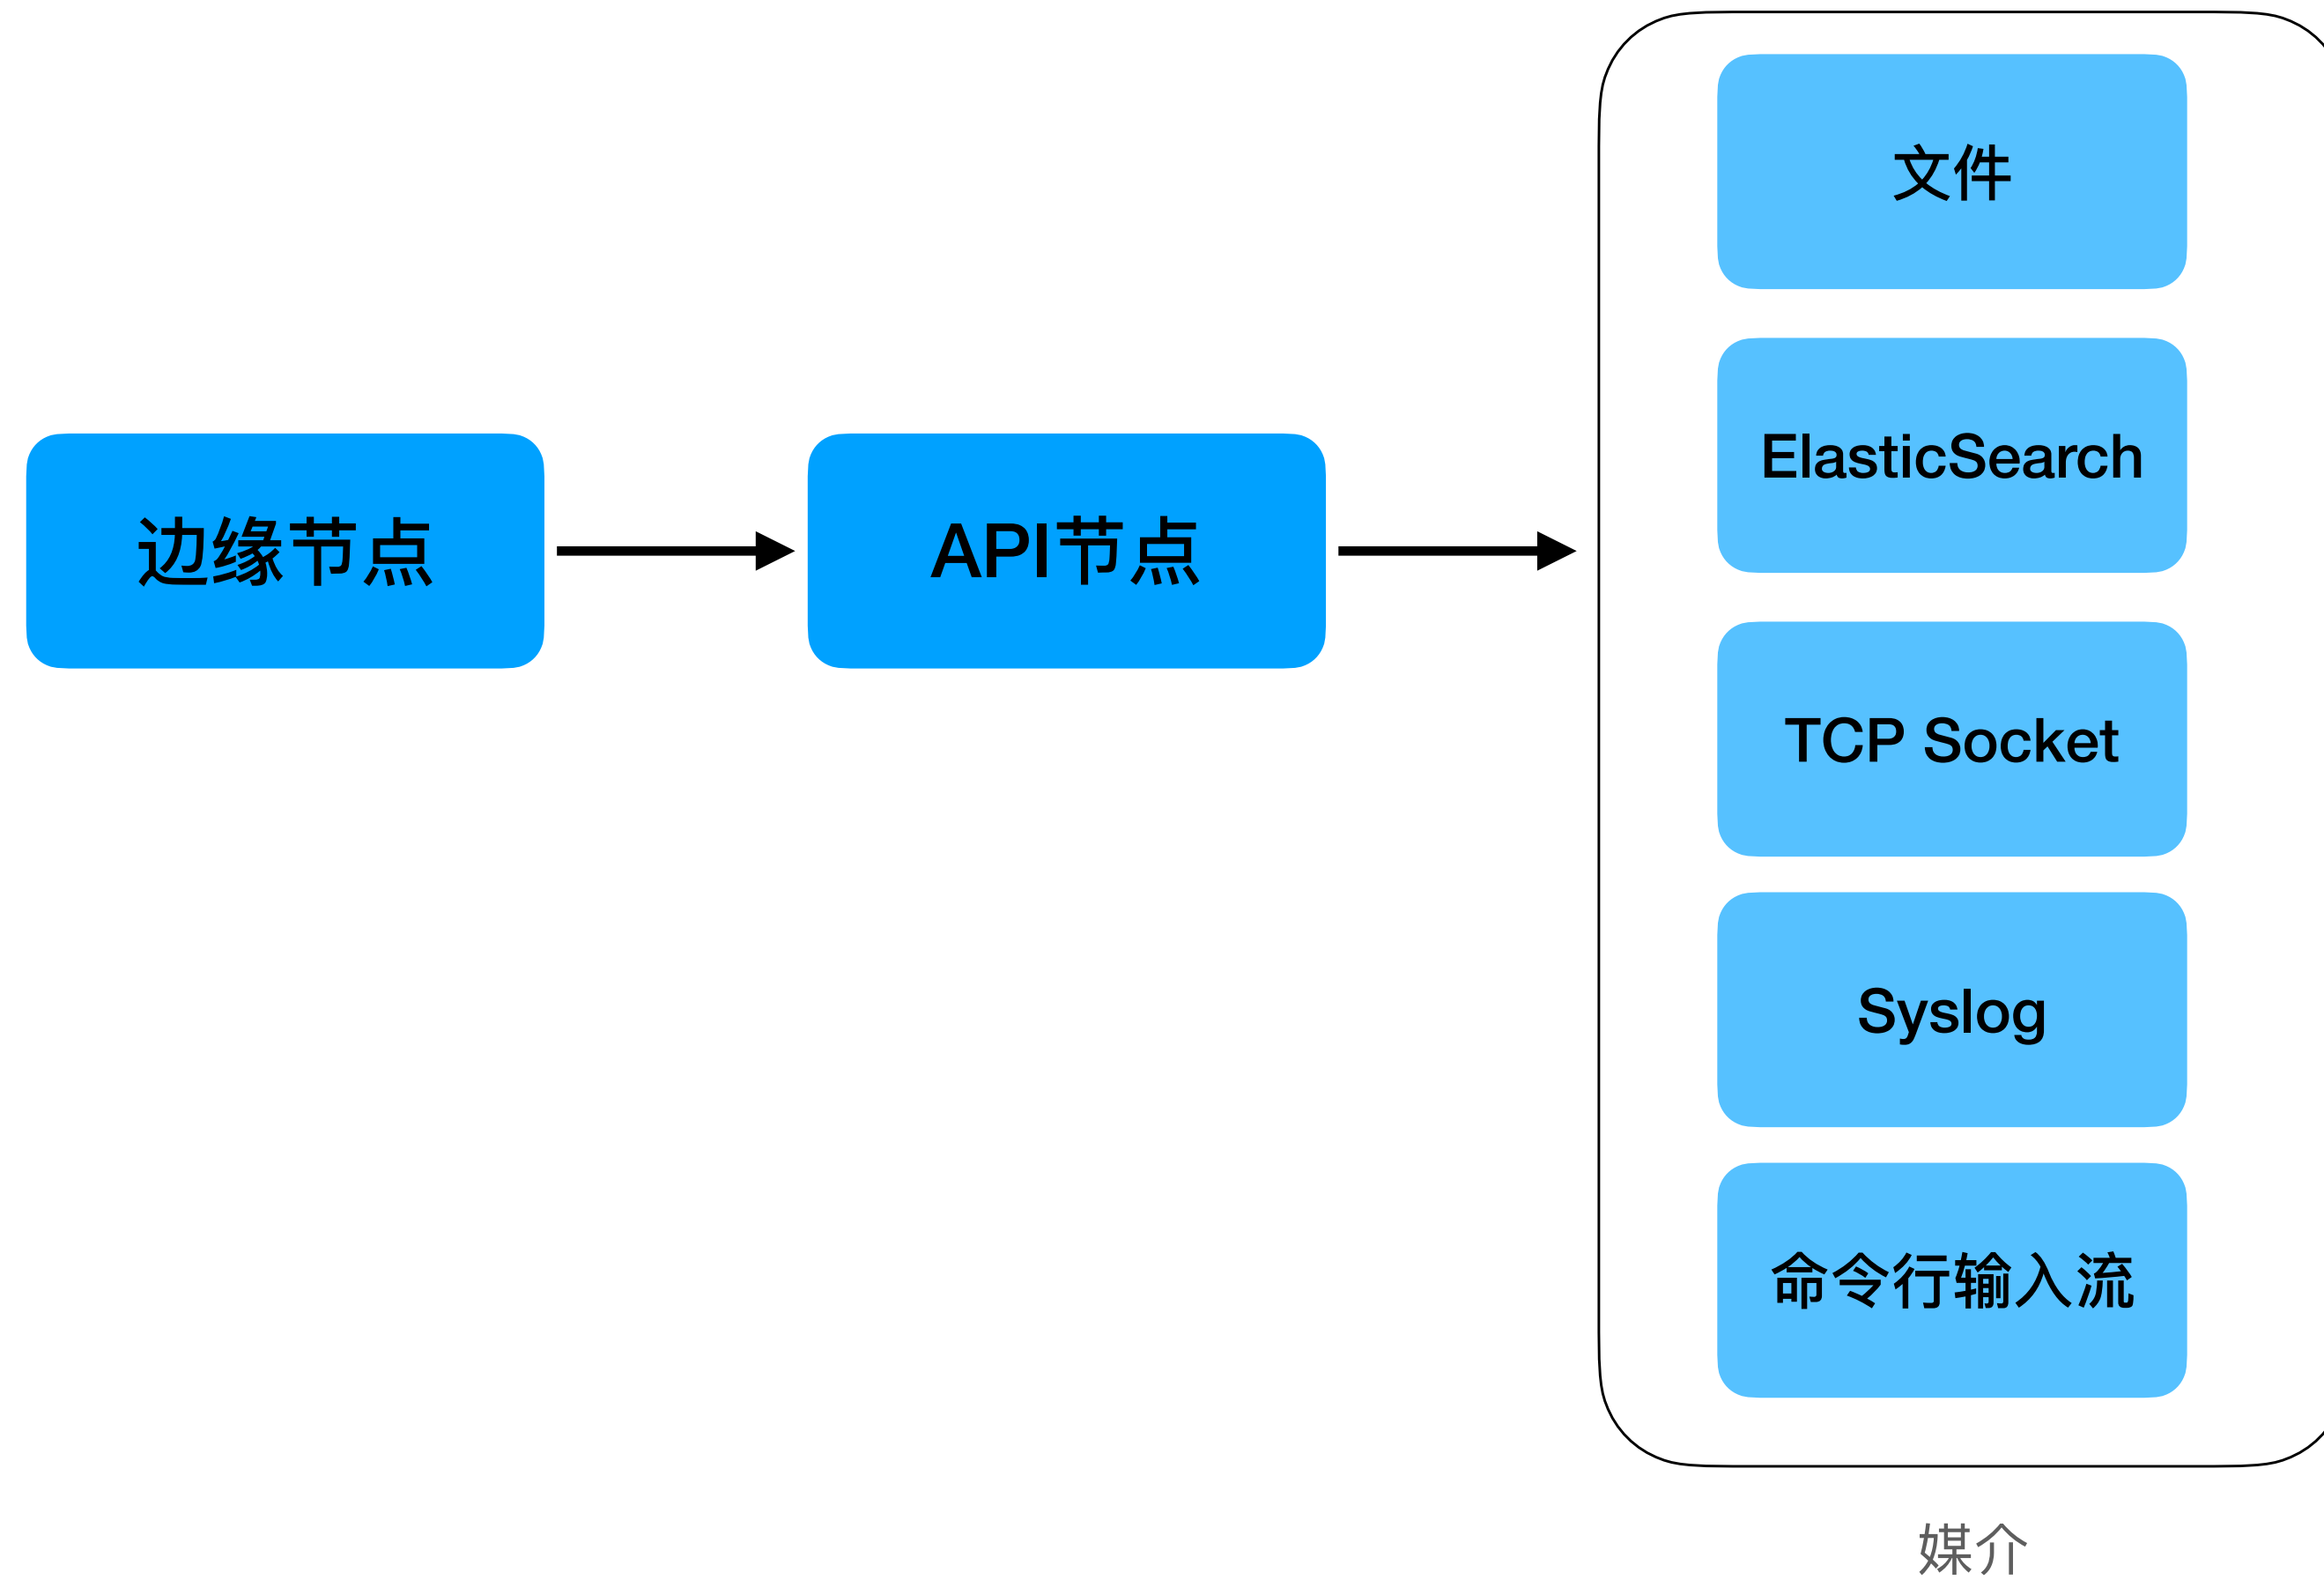 边缘节点
API节点
文件
ElasticSearch
TCP Socket
Syslog
命令行输入流
媒介